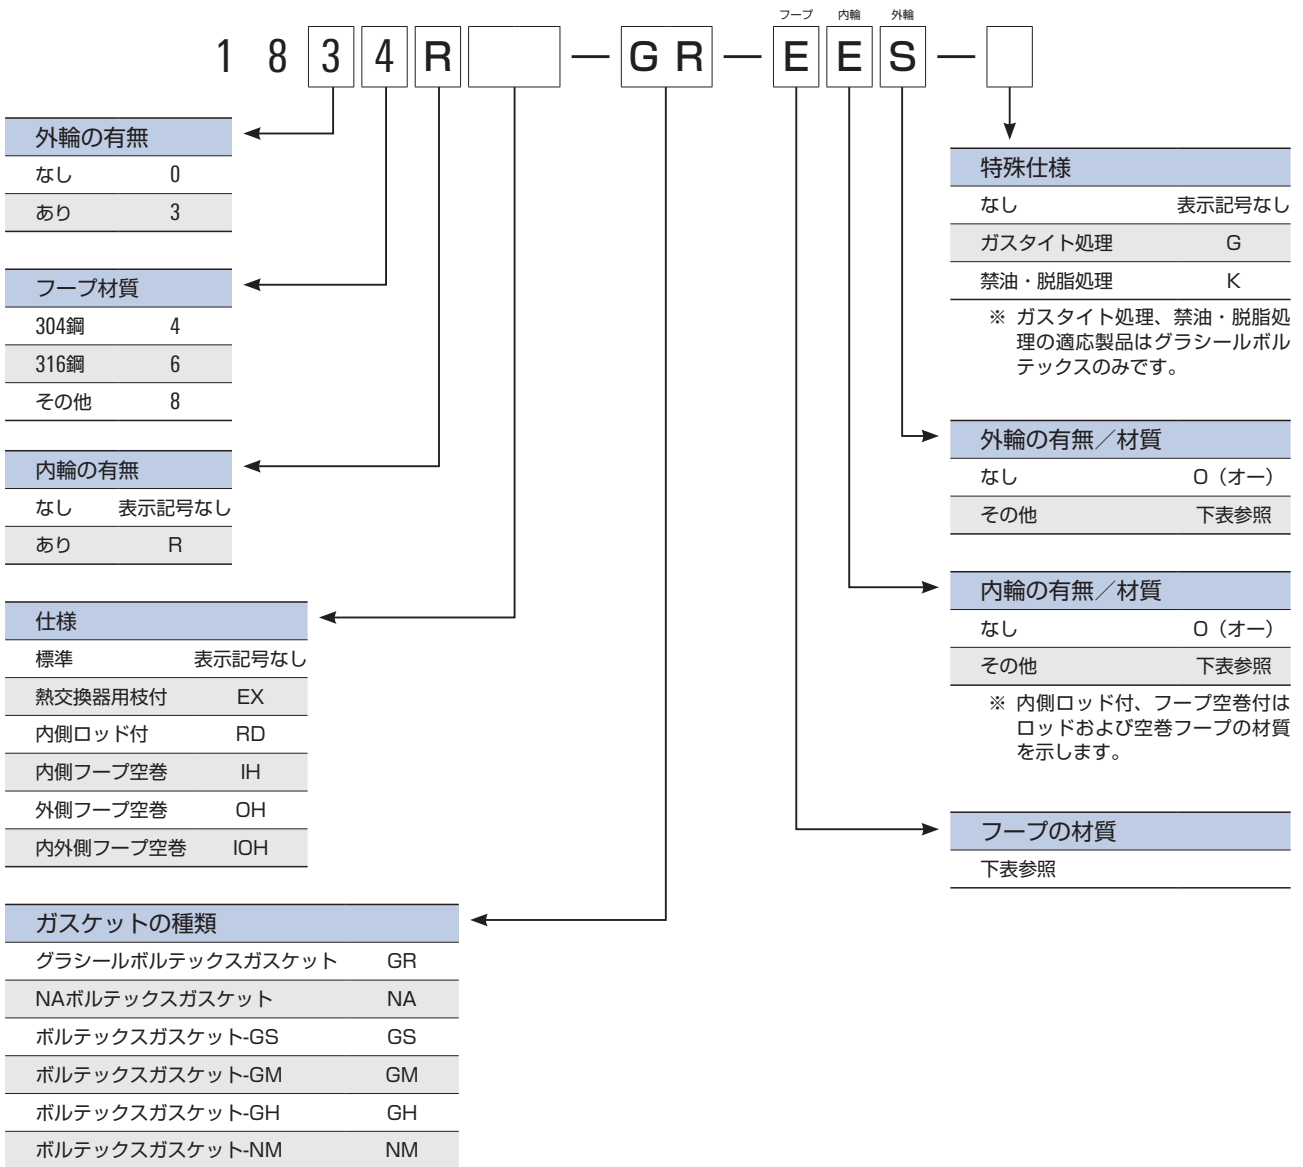 フープ 内輪 外輪
1 8 3 4 R — G R — E E S —
外輪の有無
なし 0
あり 3
フープ材質
304鋼 4
316鋼 6
その他 8
内輪の有無
なし 表示記号なし
あり R
仕様
標準 表示記号なし
熱交換器用枝付 EX
内側ロッド付 RD
内側フープ空巻 IH
外側フープ空巻 OH
内外側フープ空巻 IOH
ガスケットの種類
グラシールボルテックスガスケット GR
NAボルテックスガスケット NA
ボルテックスガスケット-GS GS
ボルテックスガスケット-GM GM
ボルテックスガスケット-GH GH
ボルテックスガスケット-NM NM
特殊仕様
なし 表示記号なし
ガスタイト処理 G
禁油・脱脂処理 K
※ ガスタイト処理、禁油・脱脂処
理の適応製品はグラシールボル
テックスのみです。
外輪の有無／材質
なし O（オー）
その他 下表参照
内輪の有無／材質
なし O（オー）
その他 下表参照
※ 内側ロッド付、フープ空巻付は
ロッドおよび空巻フープの材質
を示します。
フープの材質
下表参照